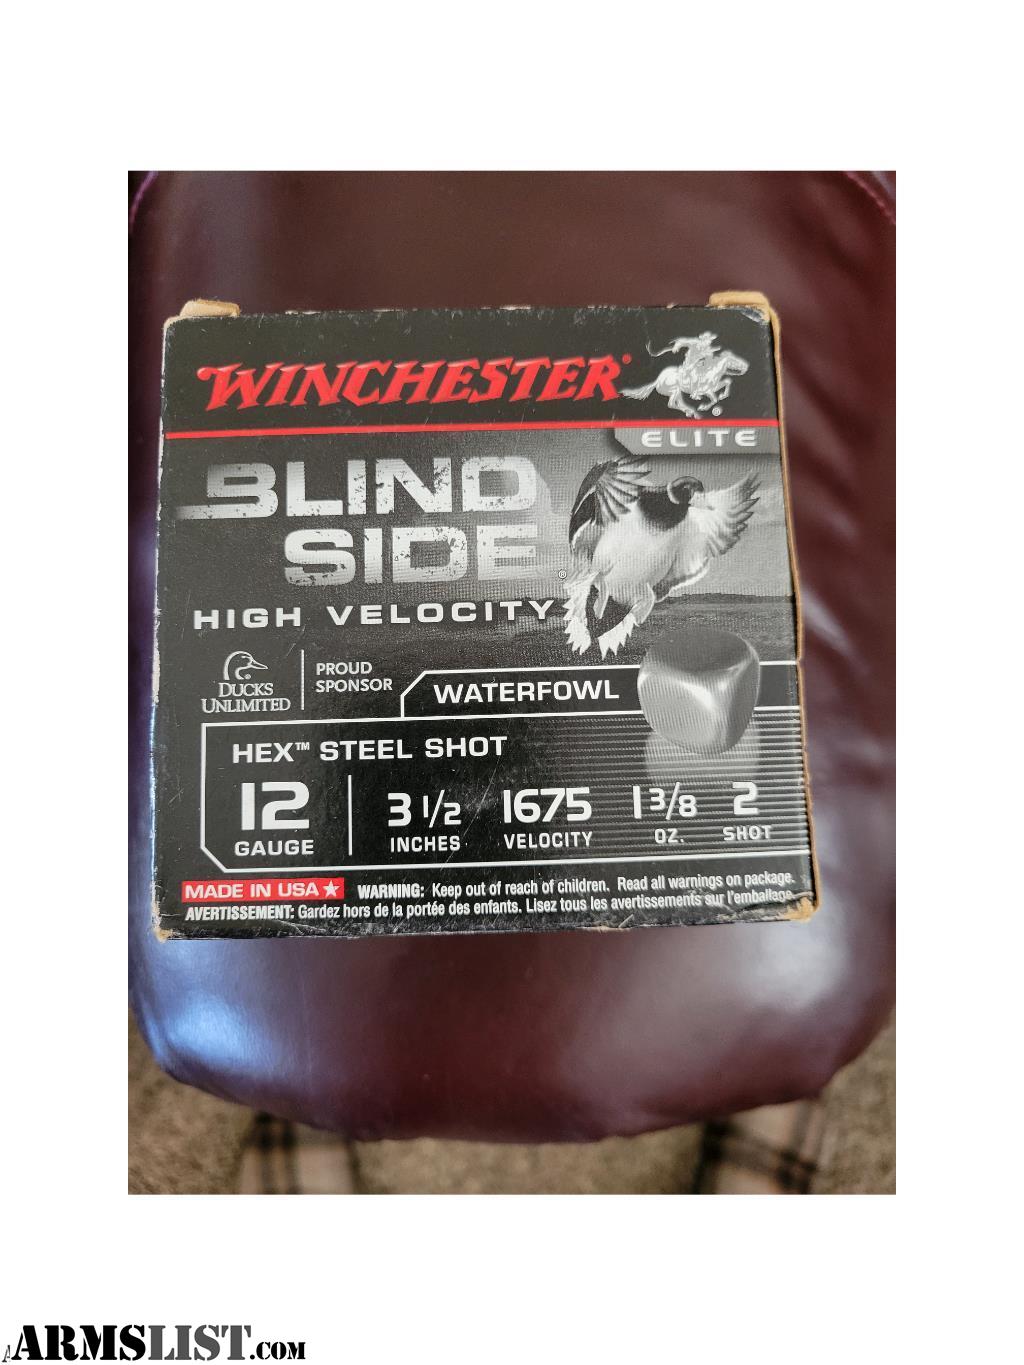 WINCHESTER®
®
ELITE
BLIND
SIDE®
HIGH VELOCITY
DUCKS
UNLIMITED
PROUD
SPONSOR
WATERFOWL
HEX™ STEEL SHOT
12 3 1/2 1675 1 3/8 2
GAUGE INCHES VELOCITY OZ. SHOT
MADE IN USA★ WARNING: Keep out of reach of children. Read all warnings on package.
AVERTISSEMENT: Gardez hors de la portée des enfants. Lisez tous les avertissements sur l'emballage.
ARMSLIST.COM